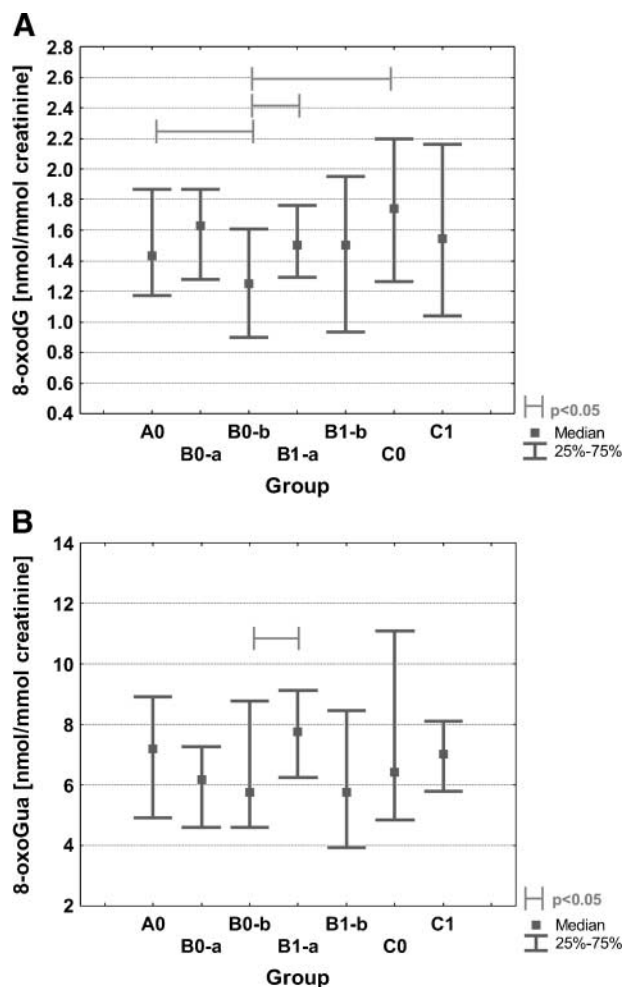 A
8-oxodG [nmol/mmol creatinine]
2.8
2.6
2.4
2.2
2.0
1.8
1.6
1.4
1.2
1.0
0.8
0.6
0.4
A0 B0-b B1-b C1
B0-a B1-a C0
Group
p<0.05
Median
25%-75%
B
8-oxoGua [nmol/mmol creatinine]
14
12
10
8
6
4
2
A0 B0-b B1-b C1
B0-a B1-a C0
Group
p<0.05
Median
25%-75%